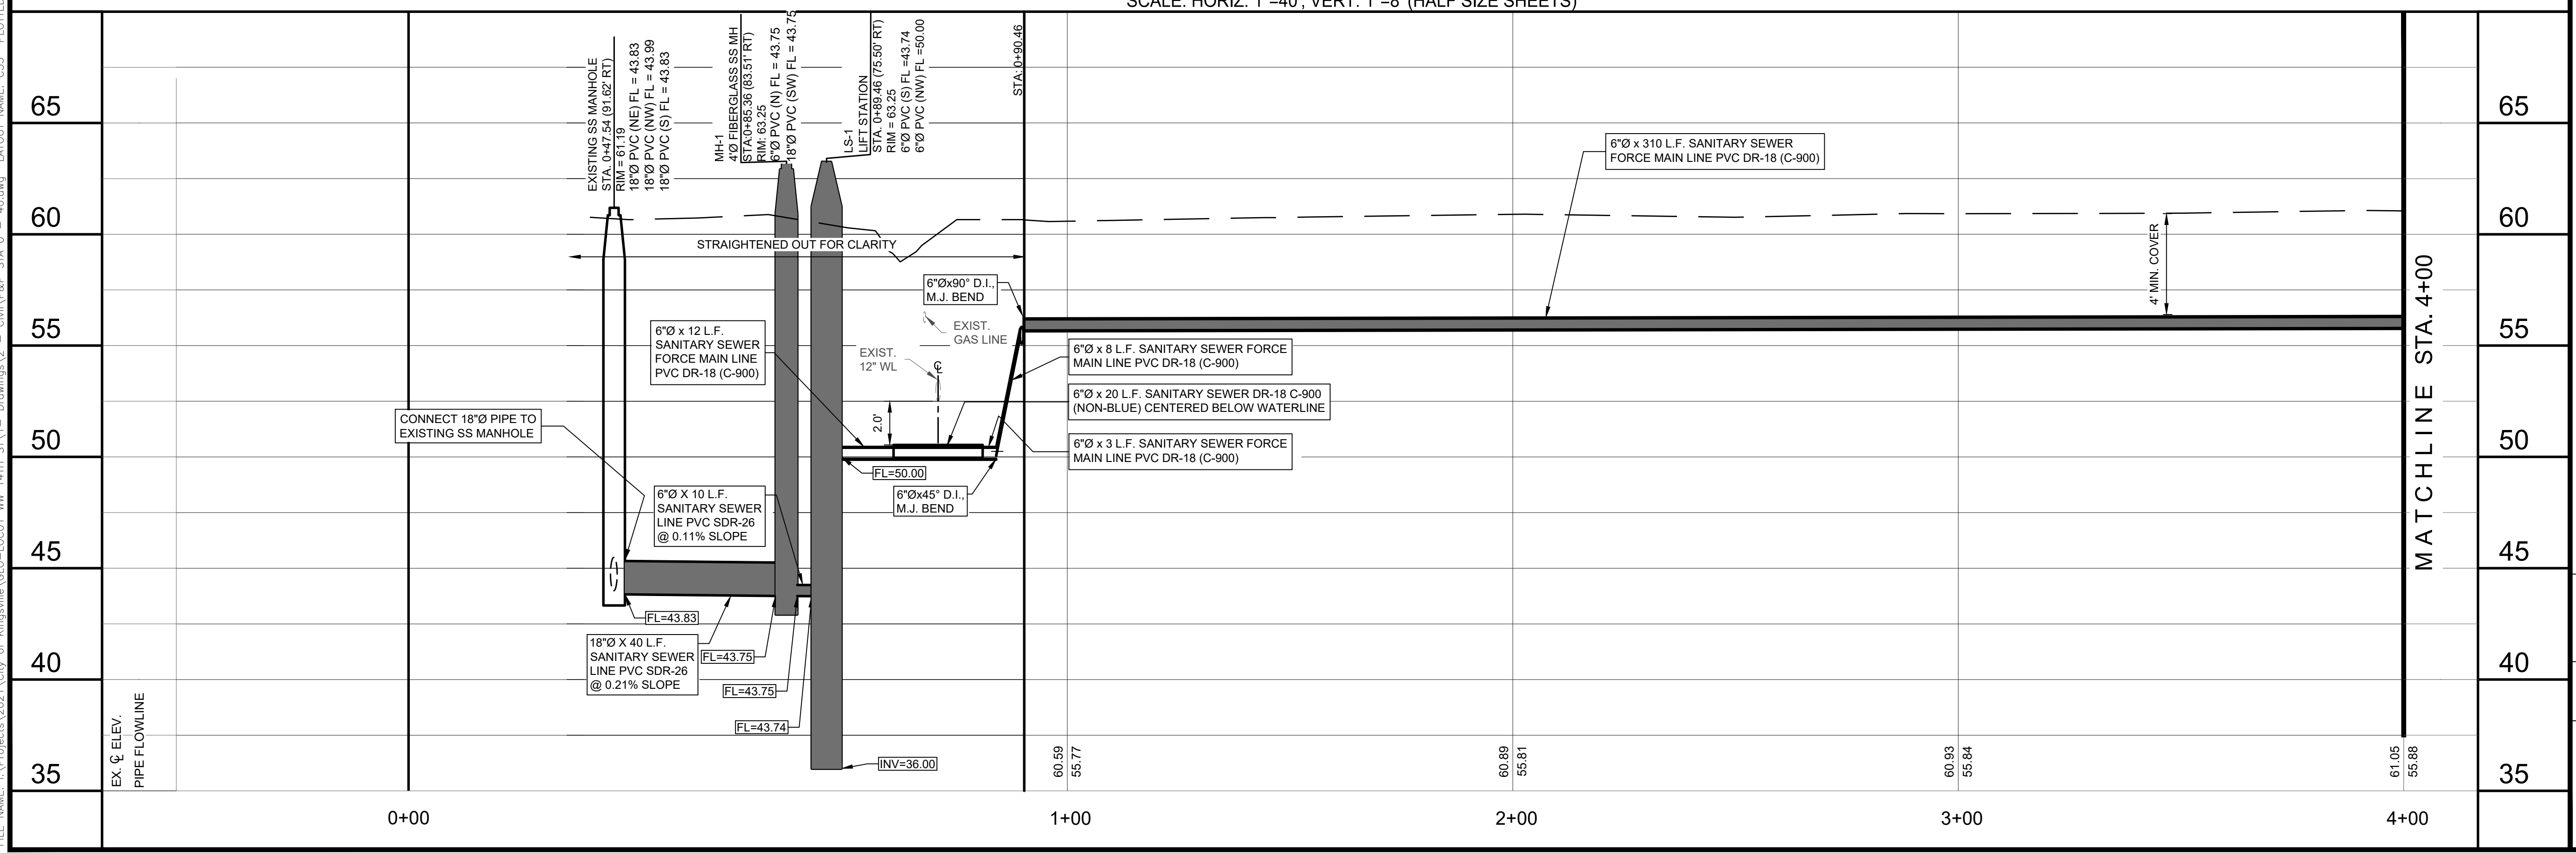 SCALE: HORIZ: 1"=40', VERT: 1"=8' (HALF SIZE SHEETS)
EXISTING SS MANHOLE
STA. 0+47.54 (91.62' RT)
RIM = 61.19
18"Ø PVC (NE) FL = 43.83
18"Ø PVC (NW) FL = 43.99
18"Ø PVC (S) FL = 43.83
MH-1
4'Ø FIBERGLASS SS MH
STA:0+85.36 (83.51' RT)
RIM: 63.25
6"Ø PVC (N) FL = 43.75
18"Ø PVC (SW) FL = 43.75
LS-1
LIFT STATION
STA. 0+89.46 (75.50' RT)
RIM = 63.25
6"Ø PVC (S) FL =43.74
6"Ø PVC (NW) FL =50.00
STA: 0+90.46
65
60
55
50
45
40
35
65
60
55
50
45
40
35
6"Ø x 310 L.F. SANITARY SEWER
FORCE MAIN LINE PVC DR-18 (C-900)
STRAIGHTENED OUT FOR CLARITY
4' MIN. COVER
6"Øx90° D.I.,
M.J. BEND
EXIST.
GAS LINE
6"Ø x 12 L.F.
SANITARY SEWER
FORCE MAIN LINE
PVC DR-18 (C-900)
EXIST.
12" WL
℄
2.0'
6"Ø x 8 L.F. SANITARY SEWER FORCE
MAIN LINE PVC DR-18 (C-900)
6"Ø x 20 L.F. SANITARY SEWER DR-18 C-900
(NON-BLUE) CENTERED BELOW WATERLINE
6"Ø x 3 L.F. SANITARY SEWER FORCE
MAIN LINE PVC DR-18 (C-900)
CONNECT 18"Ø PIPE TO
EXISTING SS MANHOLE
FL=50.00
6"Øx45° D.I.,
M.J. BEND
6"Ø X 10 L.F.
SANITARY SEWER
LINE PVC SDR-26
@ 0.11% SLOPE
FL=43.83
18"Ø X 40 L.F.
SANITARY SEWER
LINE PVC SDR-26
@ 0.21% SLOPE
FL=43.75
FL=43.75
FL=43.74
INV=36.00
MATCHLINE STA. 4+00
EX. ℄ ELEV.
PIPE FLOWLINE
60.59
55.77
60.89
55.81
60.93
55.84
61.05
55.88
0+00
1+00
2+00
3+00
4+00